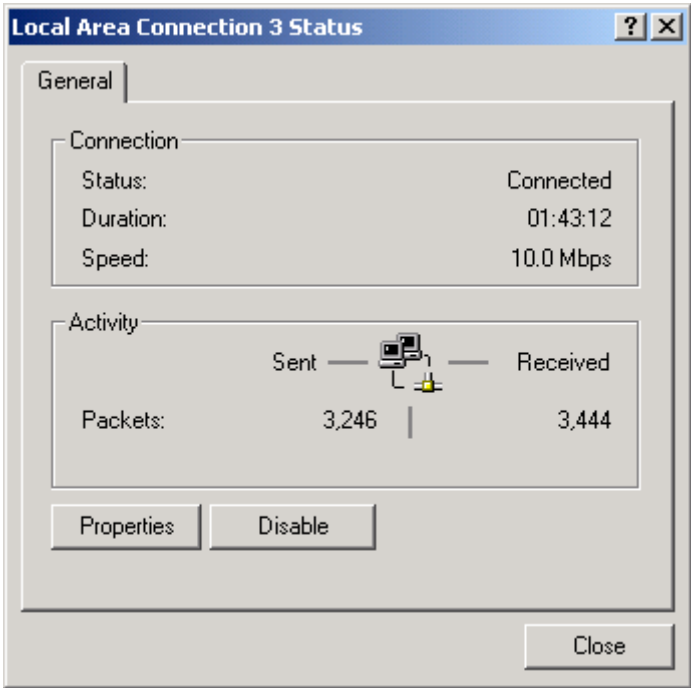 Local Area Connection 3 Status ?
General
Connection
Status: Connected
Duration: 01:43:12
Speed: 10.0 Mbps
Activity
Sent Received
Packets: 3,246 3,444
Properties Disable
Close